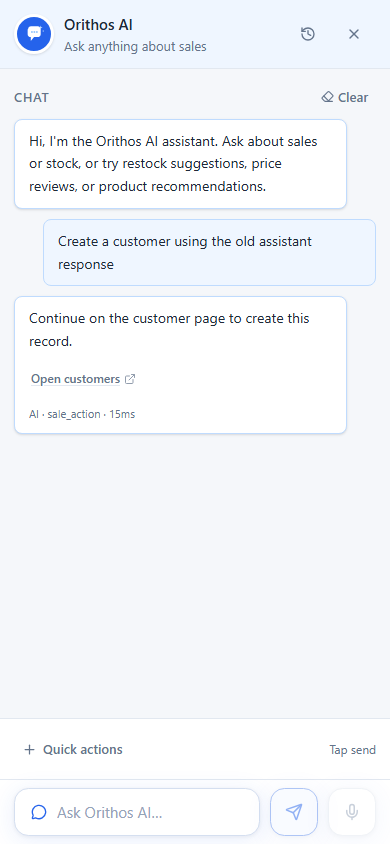 Orithos AI
Ask anything about sales
CHAT
Clear
Hi, I'm the Orithos AI assistant. Ask about sales
or stock, or try restock suggestions, price
reviews, or product recommendations.
Create a customer using the old assistant
response
Continue on the customer page to create this
record.
Open customers
AI · sale_action · 15ms
+ Quick actions
Tap send
Ask Orithos AI...